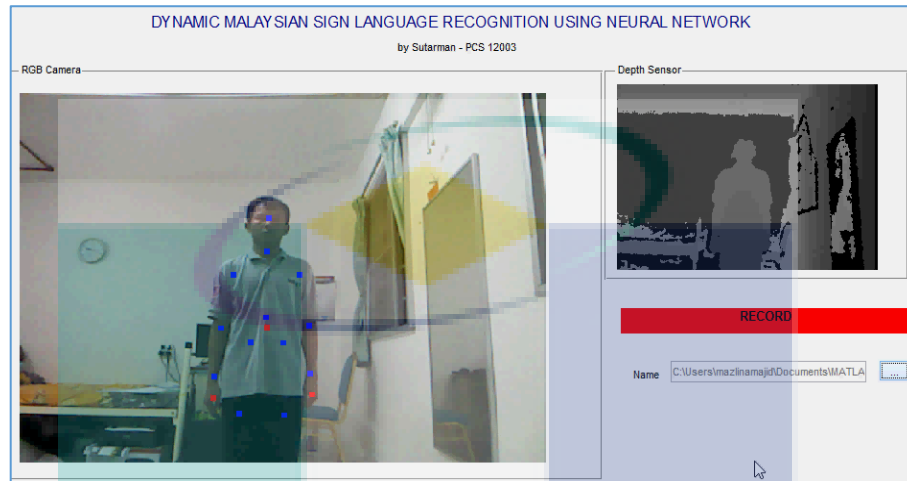 DYNAMIC MALAYSIAN SIGN LANGUAGE RECOGNITION USING NEURAL NETWORK
by Sutarman - PCS 12003
RGB Camera
Depth Sensor
RECORD
Name C:\Users\mazlinamajid\Documents\MATLA ...